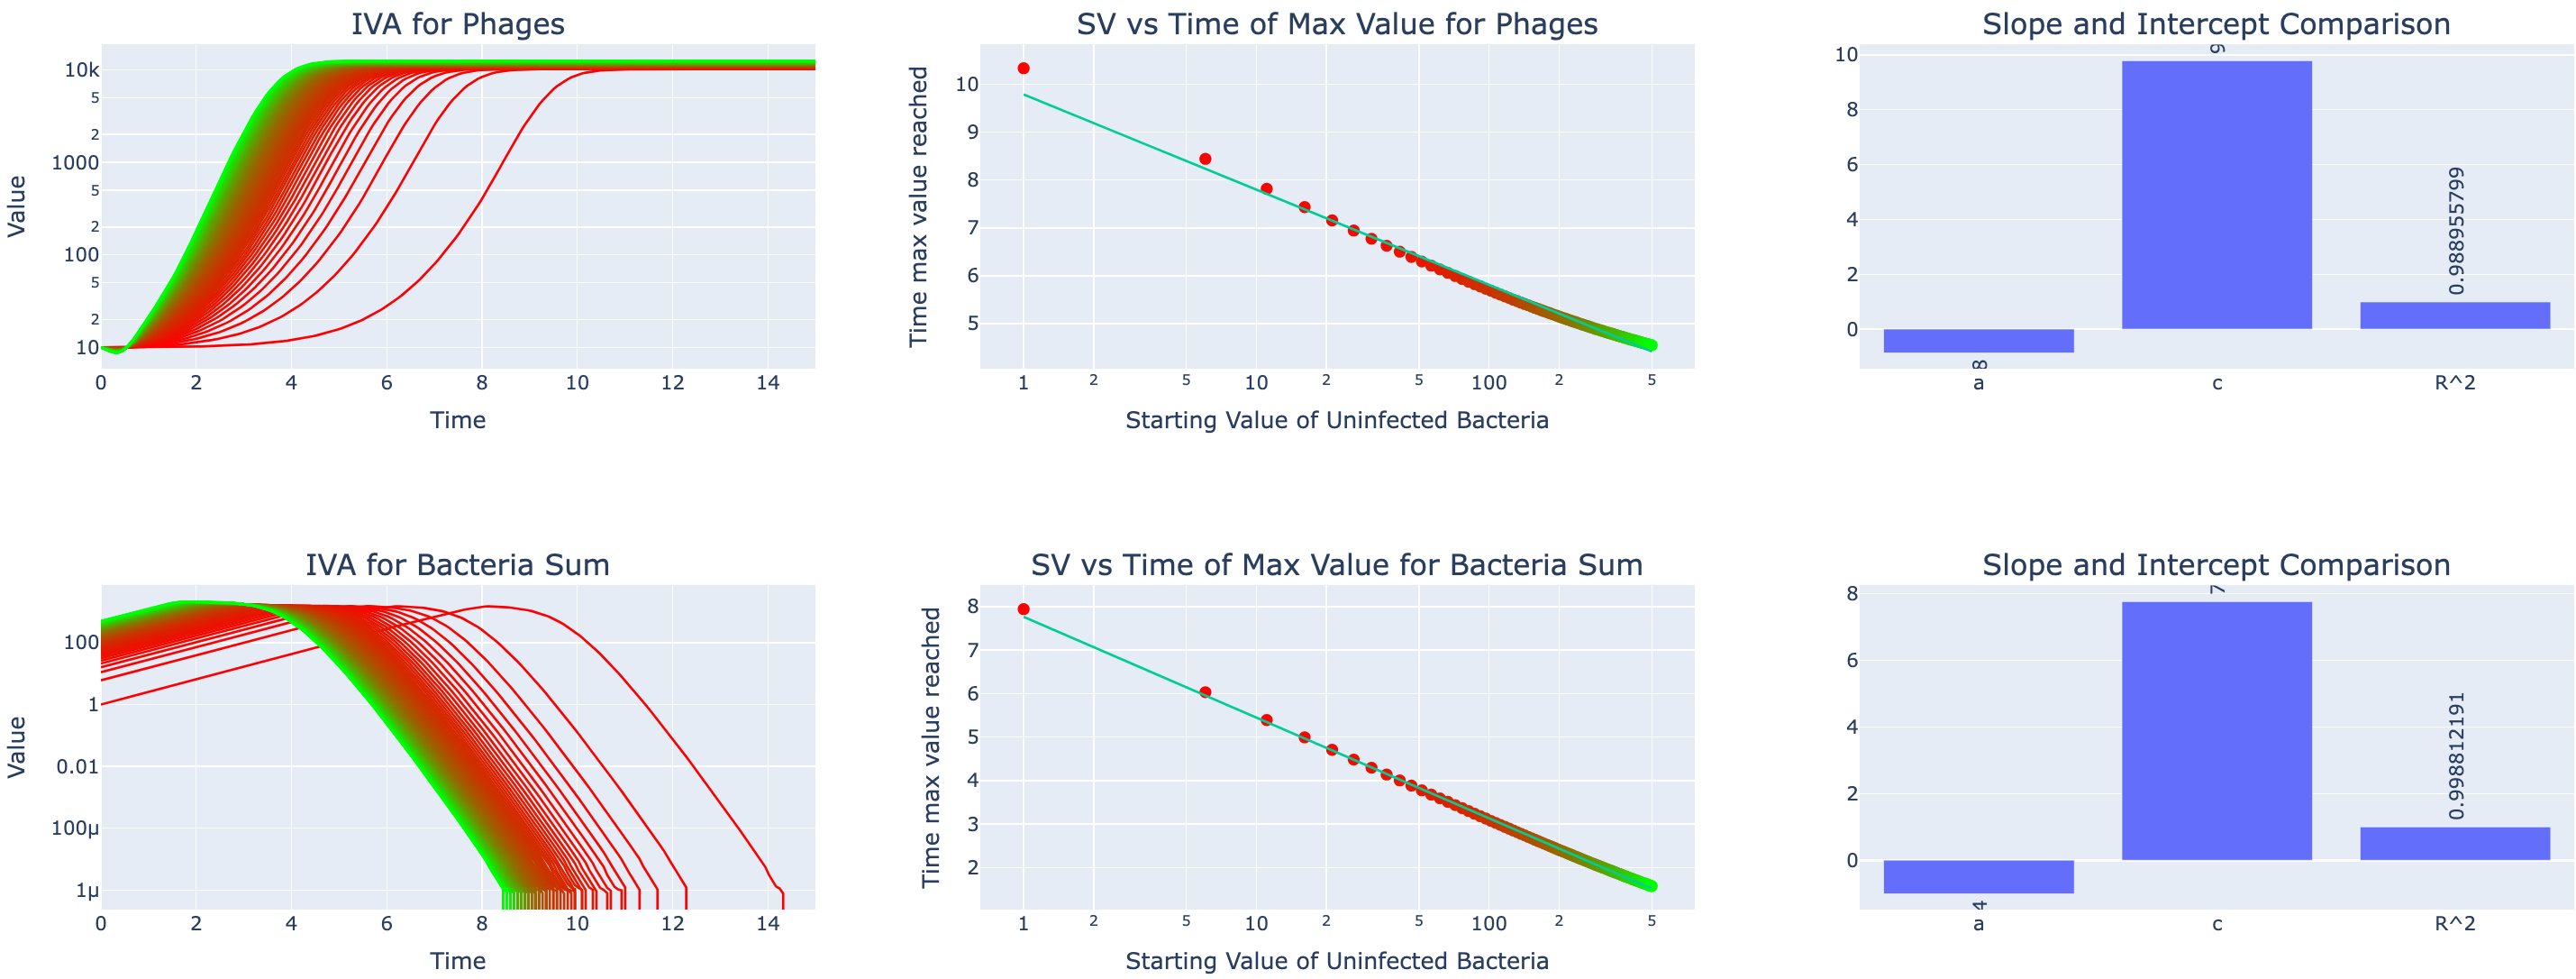 IVA for Phages
SV vs Time of Max Value for Phages
Slope and Intercept Comparison
Value
10k
5
2
1000
5
2
100
5
2
10
0 2 4 6 8 10 12 14
Time
Time max value reached
10
9
8
7
6
5
1 2 5 10 2 5 100 2 5
Starting Value of Uninfected Bacteria
10
8
6
4
2
0
0.988955799
a c R^2
IVA for Bacteria Sum
SV vs Time of Max Value for Bacteria Sum
Slope and Intercept Comparison
Value
100
1
0.01
100μ
1μ
0 2 4 6 8 10 12 14
Time
Time max value reached
8
7
6
5
4
3
2
1 2 5 10 2 5 100 2 5
Starting Value of Uninfected Bacteria
8
6
4
2
0
7
4
0.998812191
a c R^2